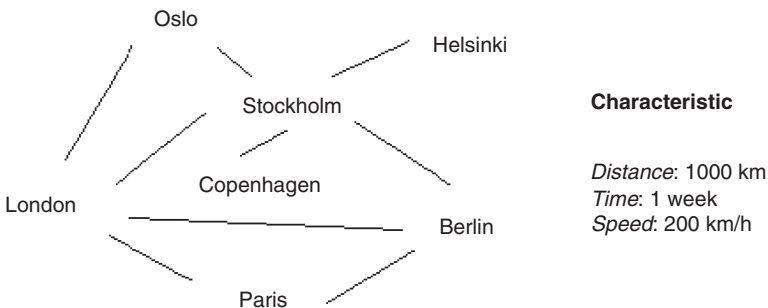 Oslo
Helsinki
Stockholm
Characteristic
Distance: 1000 km
Time: 1 week
Speed: 200 km/h
Copenhagen
London
Berlin
Paris